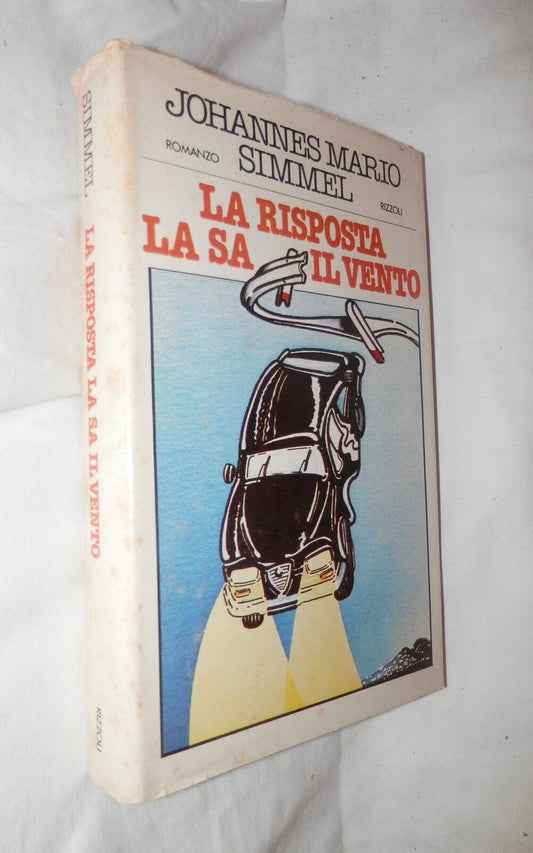 JOHANNES MARIO
SIMMEL
ROMANZO
RIZZOLI
LA RISPOSTA
LA SA IL VENTO
SIMMEL LA RISPOSTA LA SA IL VENTO RIZZOLI